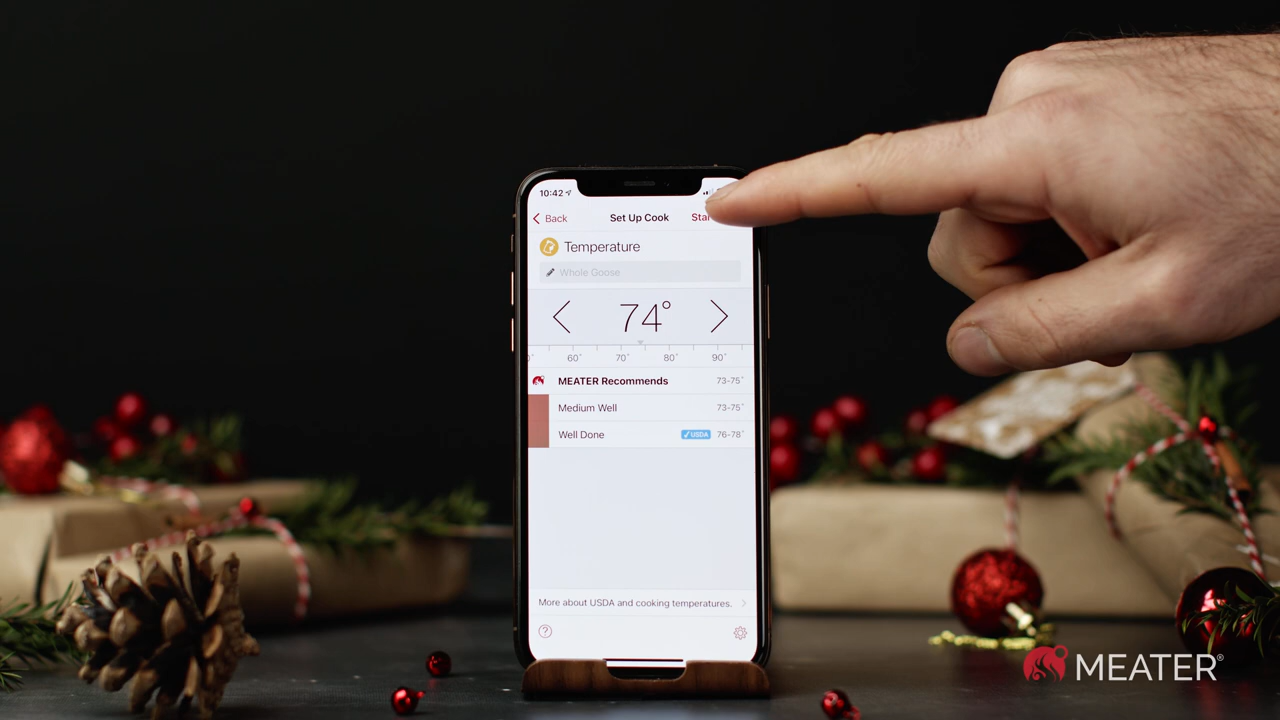 10:42
Back
Set Up Cook
Temperature
Whole Goose
74°
60° 70° 80° 90°
MEATER Recommends 73-75°
Medium Well 73-75°
Well Done USDA 76-78°
More about USDA and cooking temperatures.
MEATER®